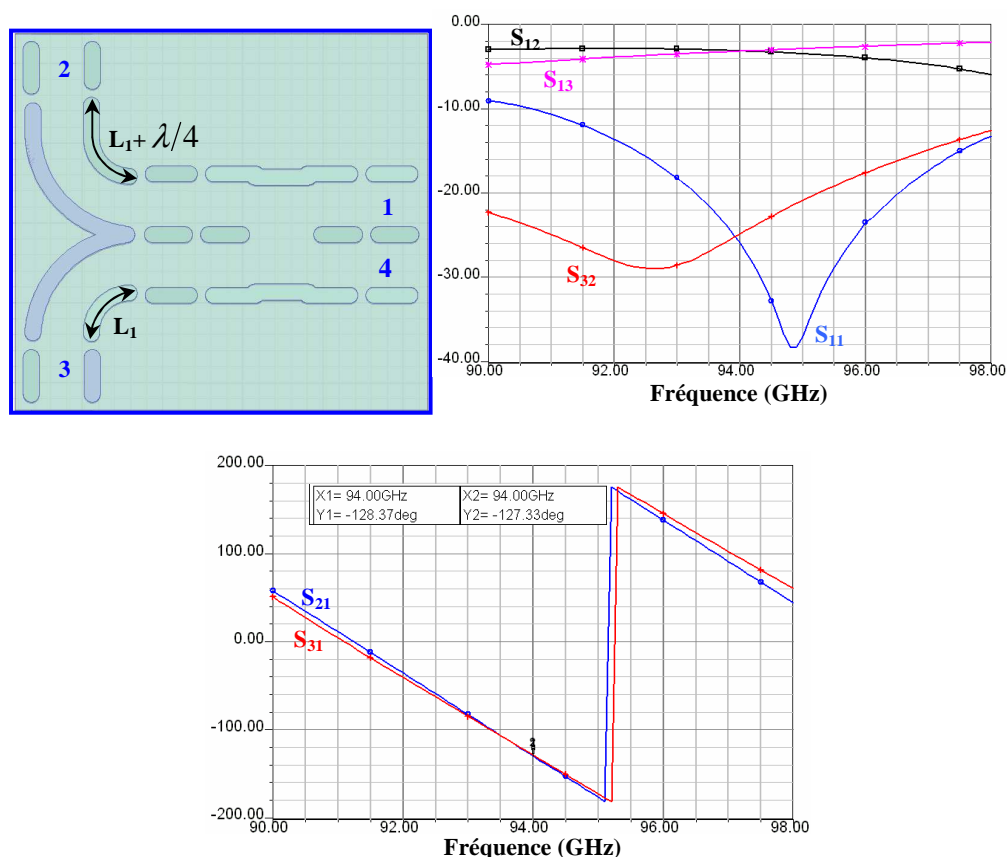 2
L₁+ λ/4
1
4
L₁
3
0.00
-10.00
-20.00
-30.00
-40.00
S₁₂
S₁₃
S₃₂
S₁₁
90.00 92.00 94.00 96.00 98.00
Fréquence (GHz)
200.00
100.00
0.00
-100.00
-200.00
X1= 94.00GHz X2= 94.00GHz
Y1= -128.37deg Y2= -127.33deg
S₂₁
S₃₁
90.00 92.00 94.00 96.00 98.00
Fréquence (GHz)